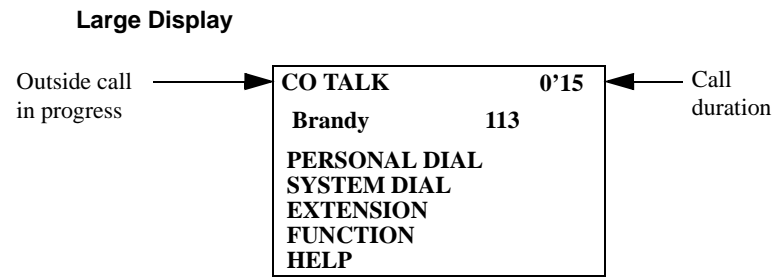 Large Display
Outside call
in progress
CO TALK 0'15
Call
duration
Brandy 113
PERSONAL DIAL
SYSTEM DIAL
EXTENSION
FUNCTION
HELP